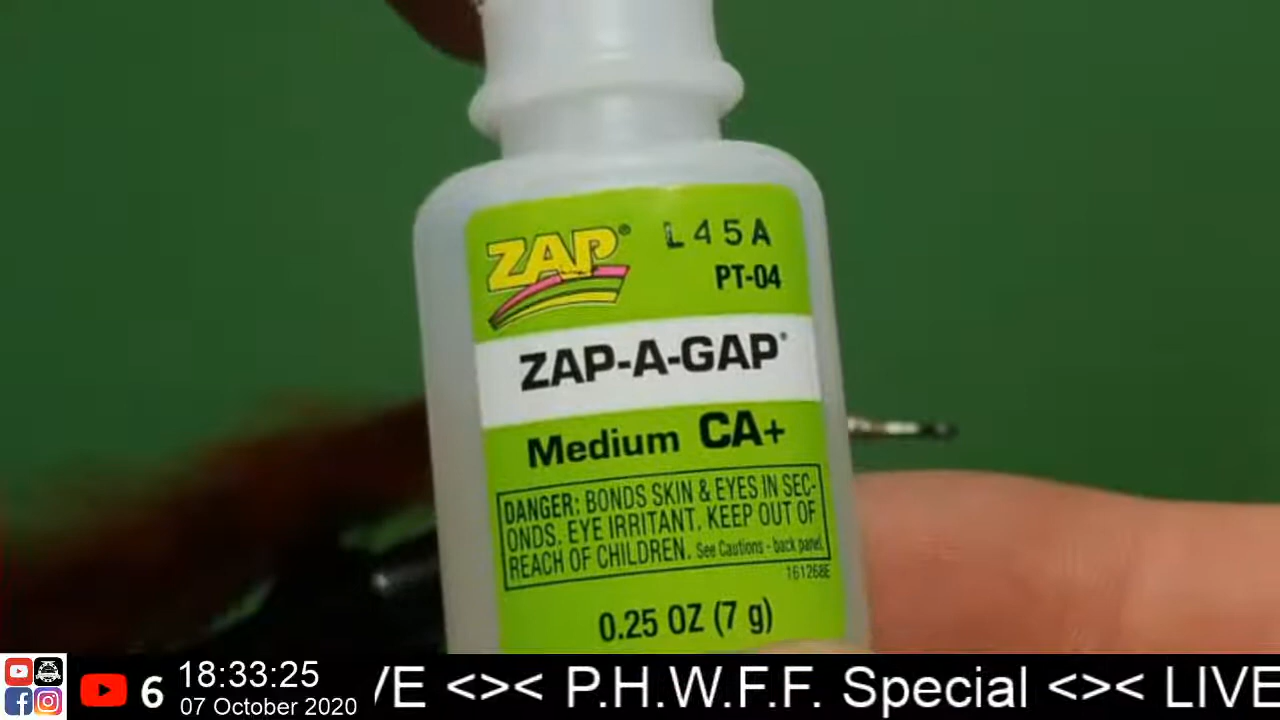 ZAP®
L45A
PT-04
ZAP-A-GAP®
Medium CA+
DANGER: BONDS SKIN & EYES IN SEC-
ONDS. EYE IRRITANT. KEEP OUT OF
REACH OF CHILDREN. See Cautions - back panel.
161268E
0.25 OZ (7 g)
6
18:33:25
07 October 2020
/E <>< P.H.W.F.F. Special <>< LIVE